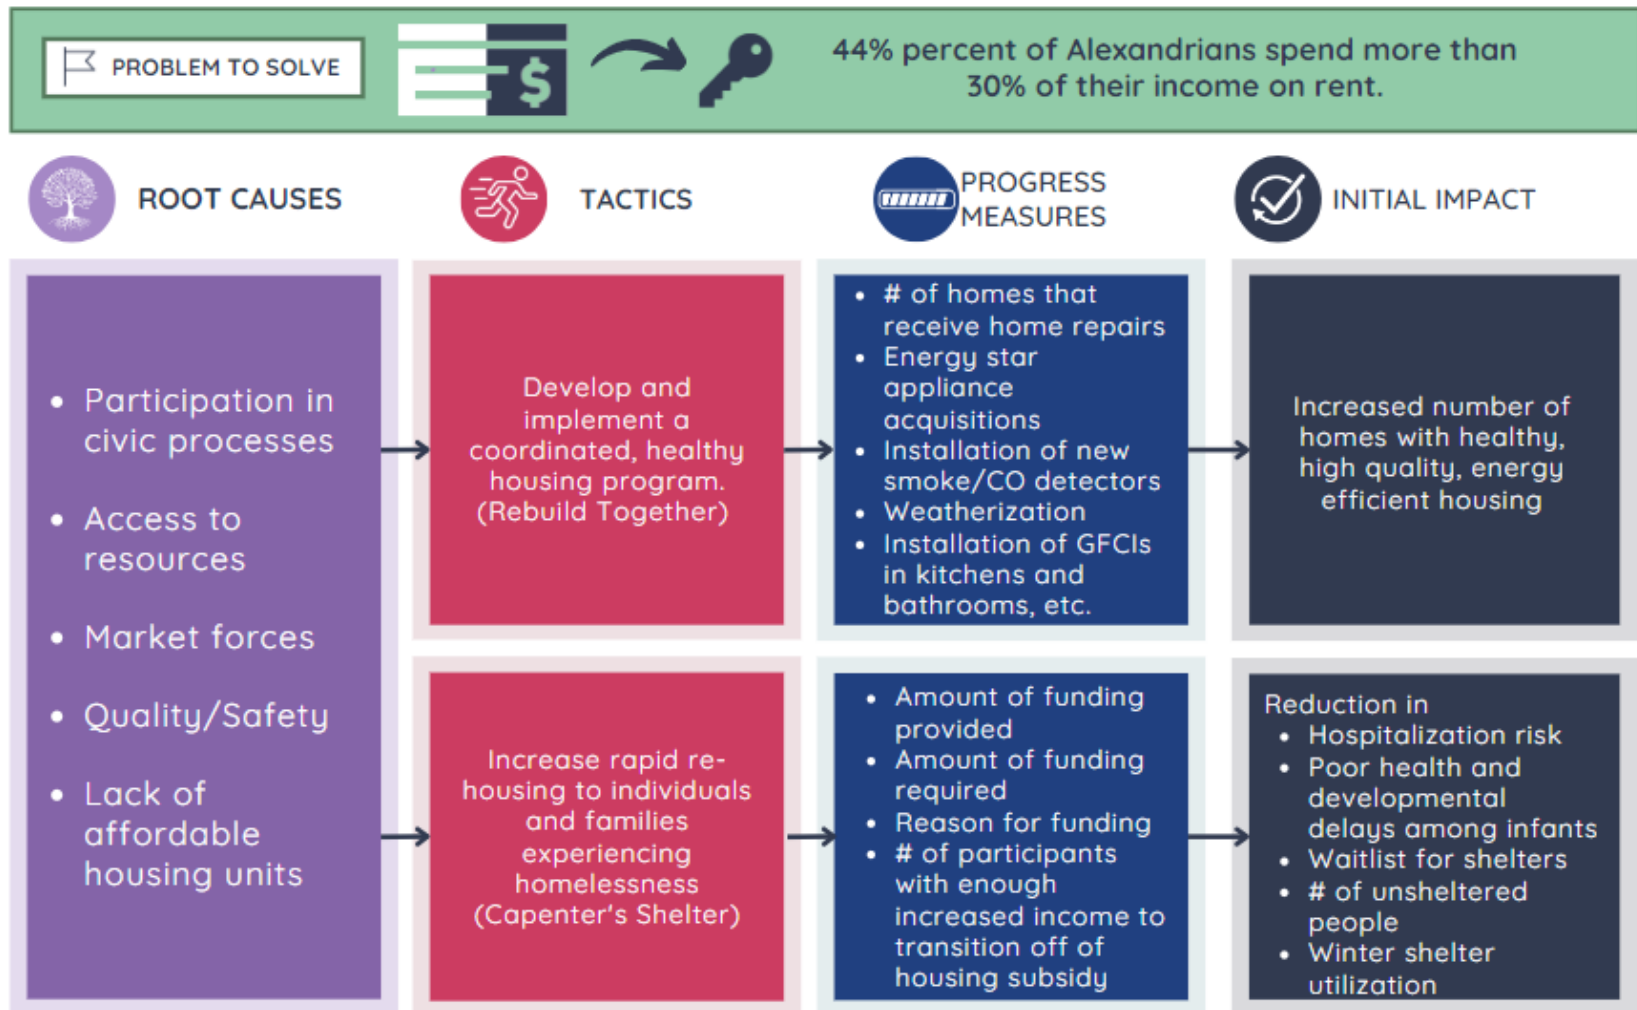 PROBLEM TO SOLVE
$
44% percent of Alexandrians spend more than
30% of their income on rent.
ROOT CAUSES
TACTICS
PROGRESS
MEASURES
INITIAL IMPACT
• Participation in
civic processes
• Access to
resources
• Market forces
• Quality/Safety
• Lack of
affordable
housing units
Develop and
implement a
coordinated, healthy
housing program.
(Rebuild Together)
• # of homes that
receive home repairs
• Energy star
appliance
acquisitions
• Installation of new
smoke/CO detectors
• Weatherization
• Installation of GFCIs
in kitchens and
bathrooms, etc.
Increased number of
homes with healthy,
high quality, energy
efficient housing
Increase rapid re-
housing to individuals
and families
experiencing
homelessness
(Capenter's Shelter)
• Amount of funding
provided
• Amount of funding
required
• Reason for funding
• # of participants
with enough
increased income to
transition off of
housing subsidy
Reduction in
• Hospitalization risk
• Poor health and
developmental
delays among infants
• Waitlist for shelters
• # of unsheltered
people
• Winter shelter
utilization